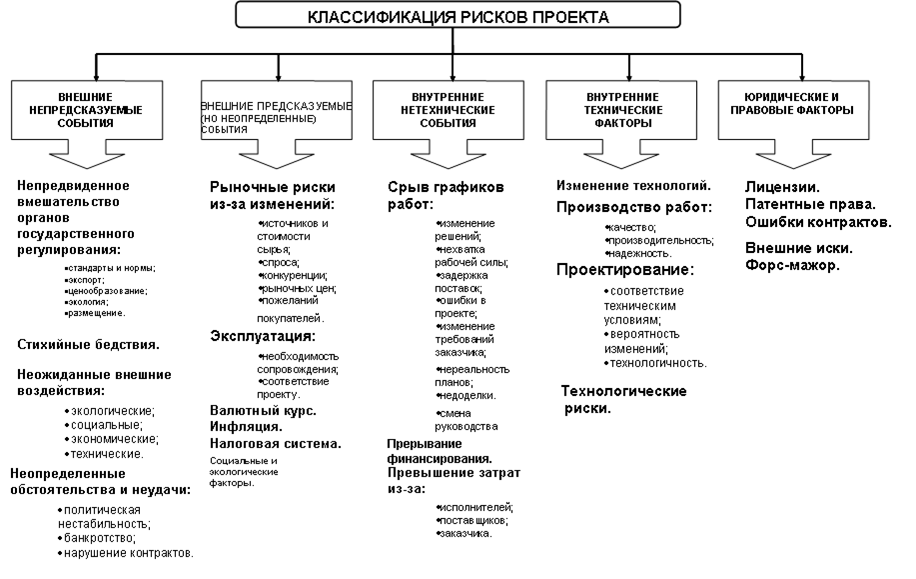 КЛАССИФИКАЦИЯ РИСКОВ ПРОЕКТА
ВНЕШНИЕ
НЕПРЕДСКАЗУЕМЫЕ
СОБЫТИЯ
Непредвиденное
вмешательство
органов
государственного
регулирования:
•стандарты и нормы;
•экспорт;
•ценообразование;
•экология;
•размещение.
Стихийные бедствия.
Неожиданные внешние
воздействия:
• экологические;
• социальные;
• экономические;
• технические.
Неопределенные
обстоятельства и неудачи:
• политическая
нестабильность;
• банкротство;
• нарушение контрактов.
ВНЕШНИЕ ПРЕДСКАЗУЕМЫЕ
(НО НЕОПРЕДЕЛЕННЫЕ)
СОБЫТИЯ
Рыночные риски
из-за изменений:
•источников и
стоимости
сырья;
•спроса;
•конкуренции;
•рыночных цен;
•пожеланий
покупателей.
Эксплуатация:
•необходимость
сопровождения;
•соответствие
проекту.
Валютный курс.
Инфляция.
Налоговая система.
Социальные и
экологические
факторы.
ВНУТРЕННИЕ
НЕТЕХНИЧЕСКИЕ
СОБЫТИЯ
Срыв графиков
работ:
•изменение
решений;
•нехватка
рабочей силы;
•задержка
поставок;
•ошибки в
проекте;
•изменение
требований
заказчика;
•нереальность
планов;
•недоделки.
•смена
руководства
Прерывание
финансирования.
Превышение затрат
из-за:
•исполнителей;
•поставщиков;
•заказчика.
ВНУТРЕННИЕ
ТЕХНИЧЕСКИЕ
ФАКТОРЫ
Изменение технологий.
Производство работ:
•качество;
•производительность;
•надежность.
Проектирование:
• соответствие
техническим
условиям;
• вероятность
изменений;
• технологичность.
Технологические
риски.
ЮРИДИЧЕСКИЕ И
ПРАВОВЫЕ ФАКТОРЫ
Лицензии.
Патентные права.
Ошибки контрактов.
Внешние иски.
Форс-мажор.